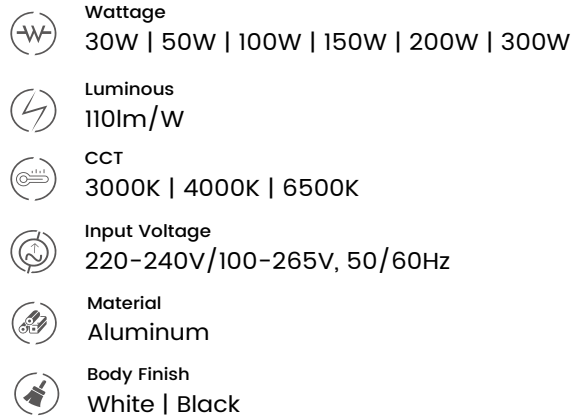 Wattage
30W | 50W | 100W | 150W | 200W | 300W
Luminous
110lm/W
CCT
3000K | 4000K | 6500K
Input Voltage
220-240V/100-265V, 50/60Hz
Material
Aluminum
Body Finish
White | Black